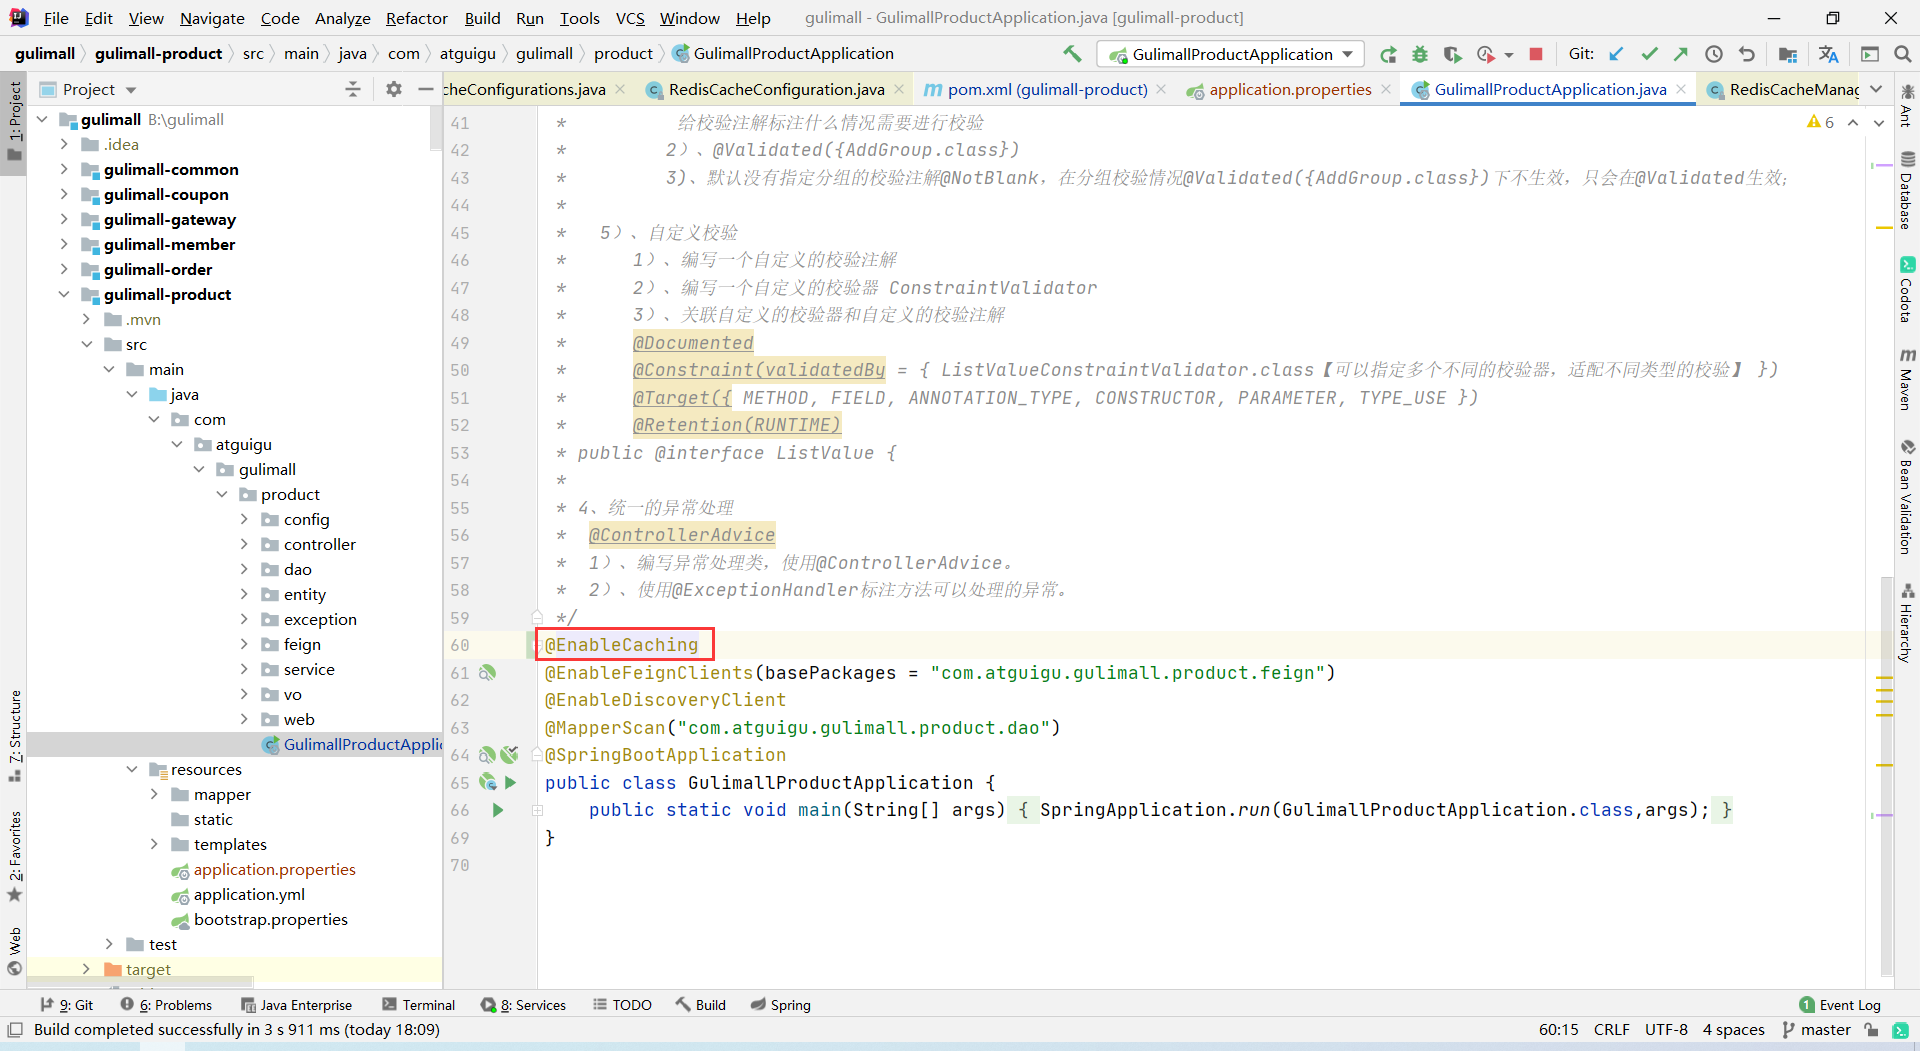 File Edit View Navigate Code Analyze Refactor Build Run Tools VCS Window Help gulimall - GulimallProductApplication.java [gulimall-product]
gulimall gulimall-product src main java com atguigu gulimall product GulimallProductApplication GulimallProductApplication Git:
Project cheConfigurations.java RedisCacheConfiguration.java pom.xml (gulimall-product) application.properties GulimallProductApplication.java RedisCacheManag
1: Project
7: Structure
2: Favorites
Web
gulimall B:\gulimall
.idea
gulimall-common
gulimall-coupon
gulimall-gateway
gulimall-member
gulimall-order
gulimall-product
.mvn
src
main
java
com
atguigu
gulimall
product
config
controller
dao
entity
exception
feign
service
vo
web
GulimallProductApplic
resources
mapper
static
templates
application.properties
application.yml
bootstrap.properties
test
target
6
41 * 给校验注解标注什么情况需要进行校验
42 * 2）、@Validated({AddGroup.class})
43 * 3)、默认没有指定分组的校验注解@NotBlank，在分组校验情况@Validated({AddGroup.class})下不生效，只会在@Validated生效；
44 *
45 * 5）、自定义校验
46 * 1）、编写一个自定义的校验注解
47 * 2）、编写一个自定义的校验器 ConstraintValidator
48 * 3）、关联自定义的校验器和自定义的校验注解
49 * @Documented
50 * @Constraint(validatedBy = { ListValueConstraintValidator.class【可以指定多个不同的校验器，适配不同类型的校验】 })
51 * @Target({ METHOD, FIELD, ANNOTATION_TYPE, CONSTRUCTOR, PARAMETER, TYPE_USE })
52 * @Retention(RUNTIME)
53 * public @interface ListValue {
54 *
55 * 4、统一的异常处理
56 * @ControllerAdvice
57 * 1）、编写异常处理类，使用@ControllerAdvice。
58 * 2）、使用@ExceptionHandler标注方法可以处理的异常。
59 */
60 @EnableCaching
61 @EnableFeignClients(basePackages = "com.atguigu.gulimall.product.feign")
62 @EnableDiscoveryClient
63 @MapperScan("com.atguigu.gulimall.product.dao")
64 @SpringBootApplication
65 public class GulimallProductApplication {
66 public static void main(String[] args) { SpringApplication.run(GulimallProductApplication.class,args); }
69 }
70
Ant
Database
Codota
Maven
Bean Validation
Hierarchy
9: Git 6: Problems Java Enterprise Terminal 8: Services TODO Build Spring 1 Event Log
Build completed successfully in 3 s 911 ms (today 18:09) 60:15 CRLF UTF-8 4 spaces master